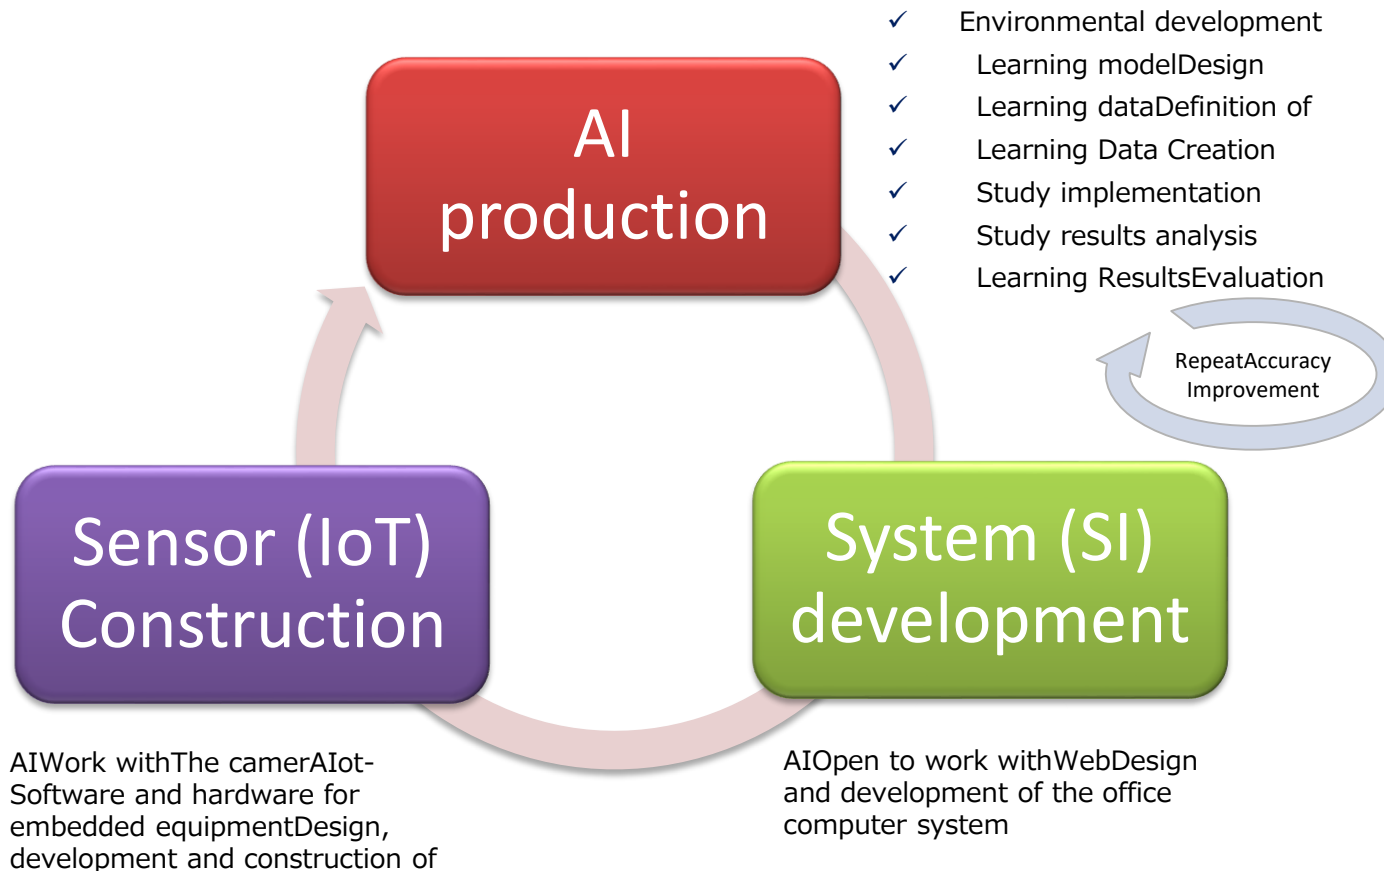 Environmental development
Learning modelDesign
Learning dataDefinition of
Learning Data Creation
Study implementation
Study results analysis
Learning ResultsEvaluation
AI
production
RepeatAccuracy
Improvement
Sensor (IoT)
Construction
System (SI)
development
AIWork withThe camerAIot-
Software and hardware for
embedded equipmentDesign,
development and construction of
AIOpen to work withWebDesign
and development of the office
computer system